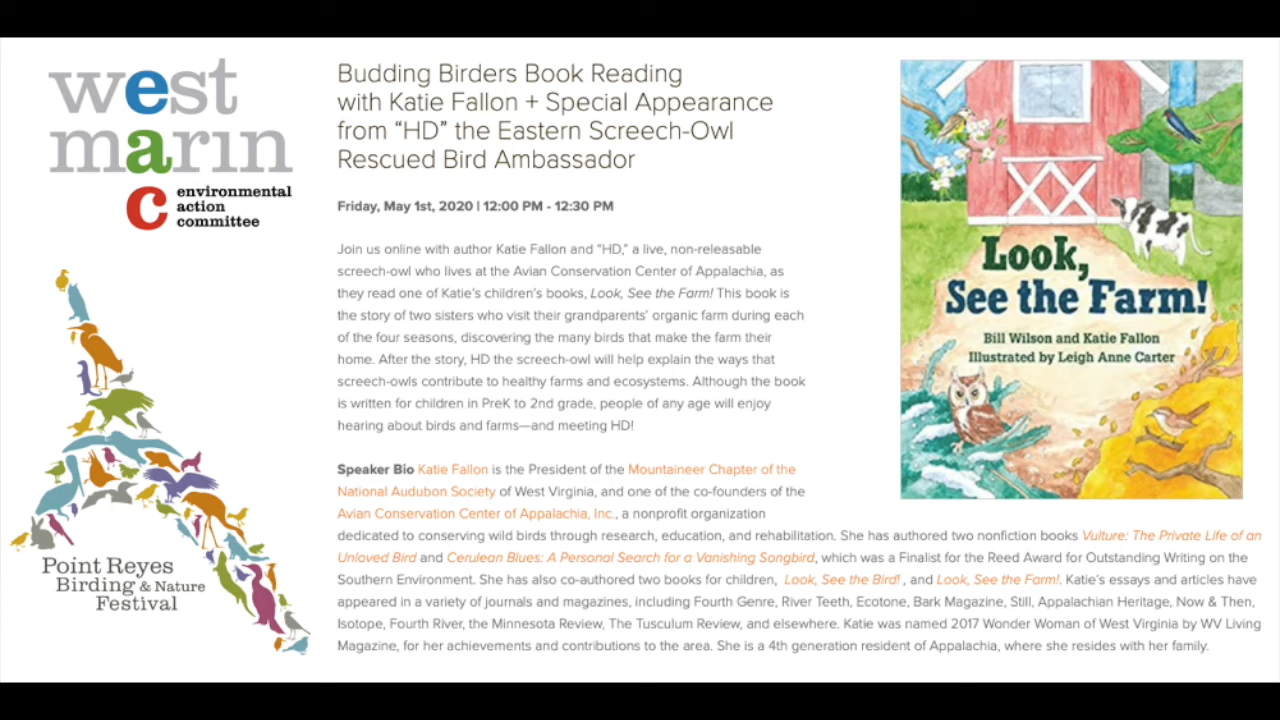 west
marin
environmental
action
c committee
Point Reyes
Birding & Nature
Festival
Budding Birders Book Reading
with Katie Fallon + Special Appearance
from “HD” the Eastern Screech-Owl
Rescued Bird Ambassador
Friday, May 1st, 2020 | 12:00 PM - 12:30 PM
Join us online with author Katie Fallon and “HD,” a live, non-releasable
screech-owl who lives at the Avian Conservation Center of Appalachia, as
they read one of Katie’s children’s books, Look, See the Farm! This book is
the story of two sisters who visit their grandparents’ organic farm during each
of the four seasons, discovering the many birds that make the farm their
home. After the story, HD the screech-owl will help explain the ways that
screech-owls contribute to healthy farms and ecosystems. Although the book
is written for children in PreK to 2nd grade, people of any age will enjoy
hearing about birds and farms—and meeting HD!
Speaker Bio Katie Fallon is the President of the Mountaineer Chapter of the
National Audubon Society of West Virginia, and one of the co-founders of the
Avian Conservation Center of Appalachia, Inc., a nonprofit organization
dedicated to conserving wild birds through research, education, and rehabilitation. She has authored two nonfiction books Vulture: The Private Life of an
Unloved Bird and Cerulean Blues: A Personal Search for a Vanishing Songbird, which was a Finalist for the Reed Award for Outstanding Writing on the
Southern Environment. She has also co-authored two books for children, Look, See the Bird! , and Look, See the Farm!. Katie’s essays and articles have
appeared in a variety of journals and magazines, including Fourth Genre, River Teeth, Ecotone, Bark Magazine, Still, Appalachian Heritage, Now & Then,
Isotope, Fourth River, the Minnesota Review, The Tusculum Review, and elsewhere. Katie was named 2017 Wonder Woman of West Virginia by WV Living
Magazine, for her achievements and contributions to the area. She is a 4th generation resident of Appalachia, where she resides with her family.
Look,
See the Farm!
Bill Wilson and Katie Fallon
Illustrated by Leigh Anne Carter